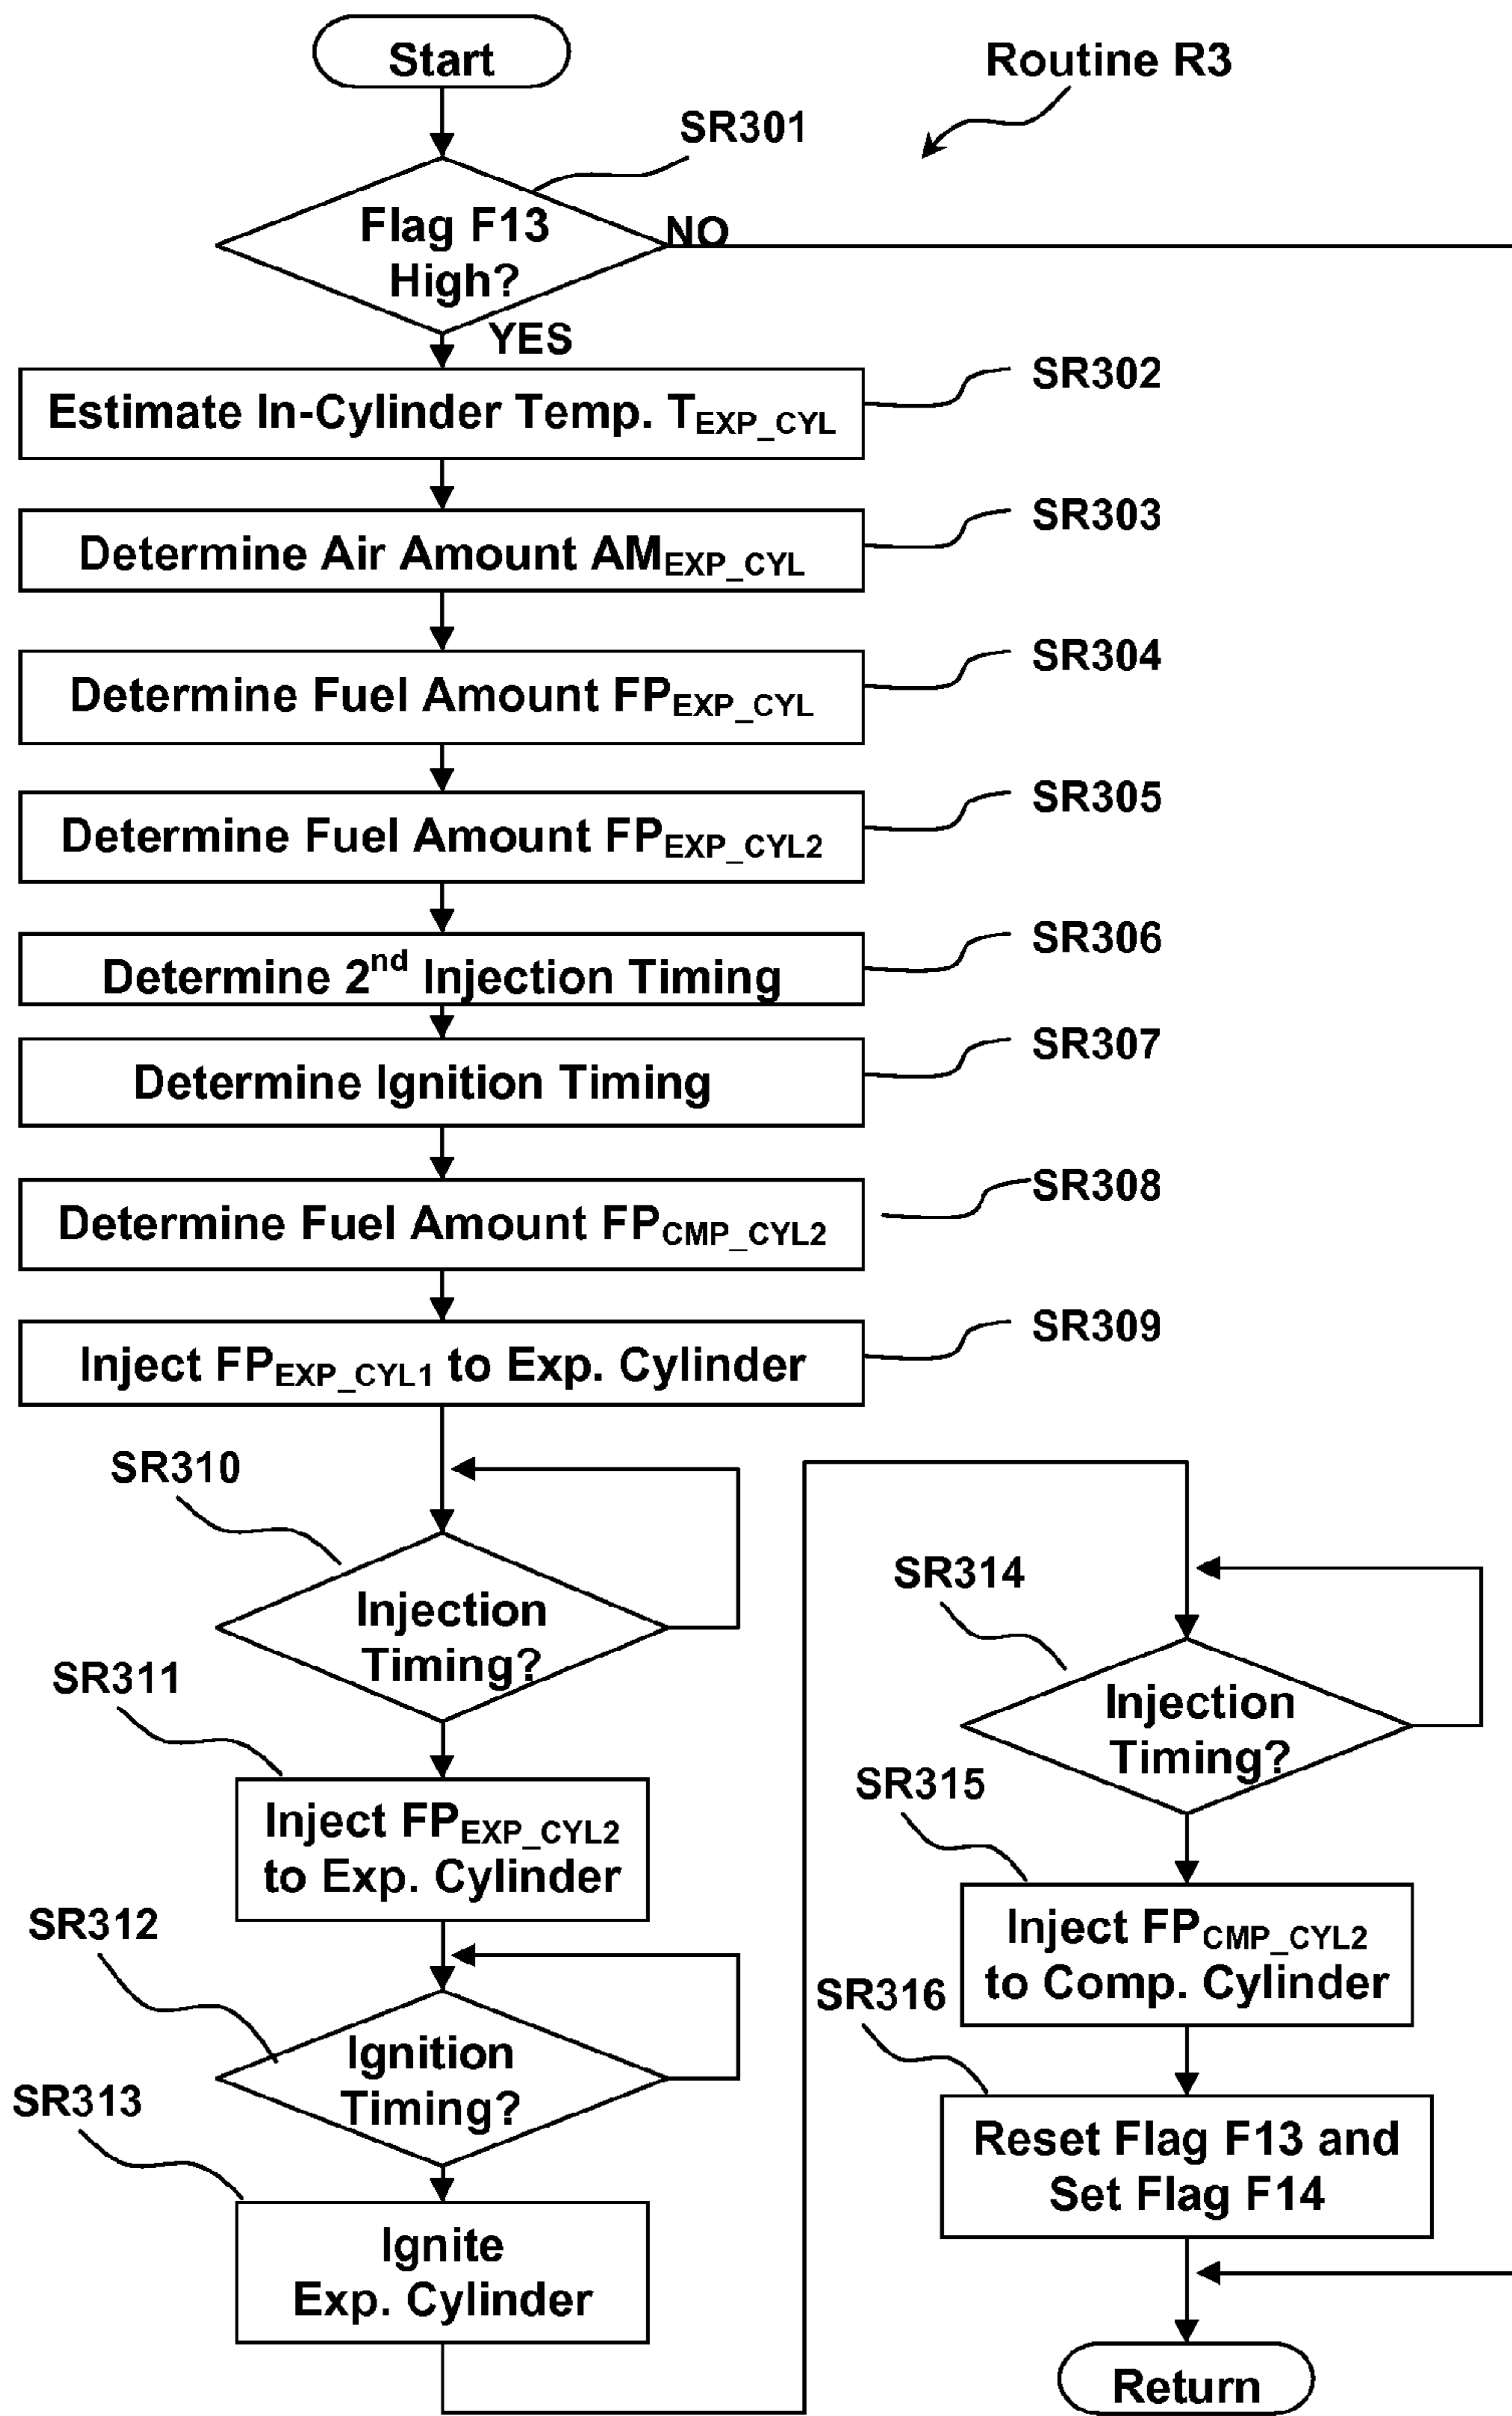 Start
Routine R3
SR301
Flag F13
High?
NO
YES
Estimate In-Cylinder Temp. TEXP_CYL
SR302
Determine Air Amount AMEXP_CYL
SR303
Determine Fuel Amount FPEXP_CYL
SR304
Determine Fuel Amount FPEXP_CYL2
SR305
Determine 2nd Injection Timing
SR306
Determine Ignition Timing
SR307
Determine Fuel Amount FPCMP_CYL2
SR308
Inject FPEXP_CYL1 to Exp. Cylinder
SR309
SR310
Injection
Timing?
SR311
Inject FPEXP_CYL2
to Exp. Cylinder
SR312
Ignition
Timing?
SR313
Ignite
Exp. Cylinder
SR314
Injection
Timing?
SR315
Inject FPCMP_CYL2
to Comp. Cylinder
SR316
Reset Flag F13 and
Set Flag F14
Return